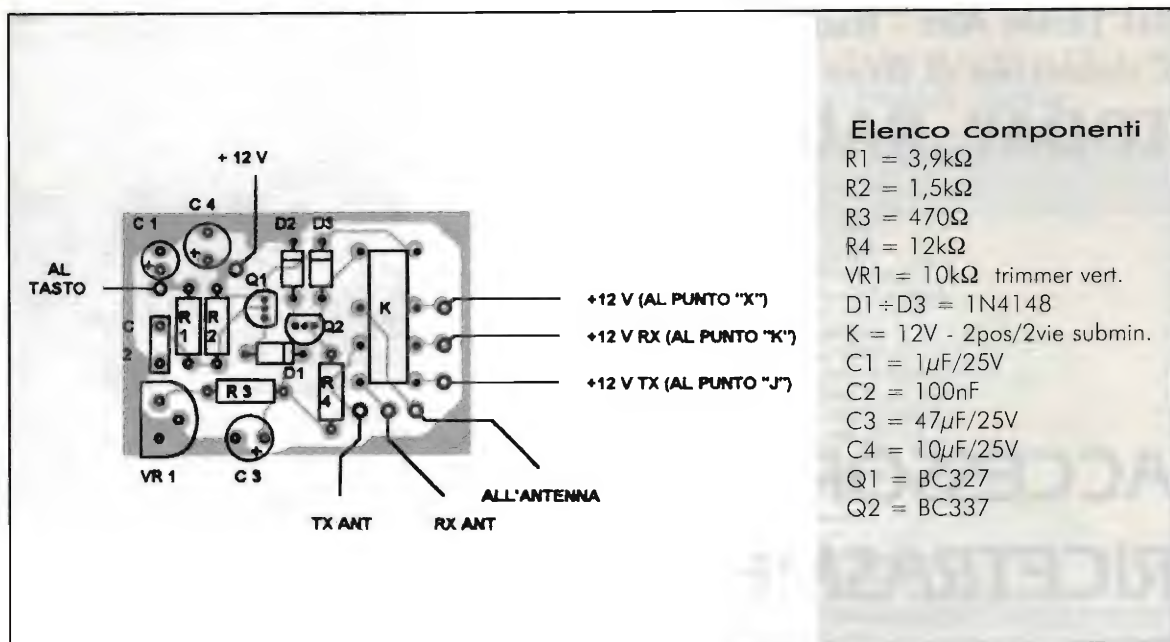 + 12 V
C 4
C 1
D2 D3
AL
TASTO
Q1
K
+12 V (AL PUNTO "X")
C
2
R
1
R
2
Q2
+12 V RX (AL PUNTO "K")
D1
+12 V TX (AL PUNTO "J")
R 3
R
4
VR 1
C 3
ALL'ANTENNA
TX ANT
RX ANT
Elenco componenti
R1 = 3,9kΩ
R2 = 1,5kΩ
R3 = 470Ω
R4 = 12kΩ
VR1 = 10kΩ trimmer vert.
D1÷D3 = 1N4148
K = 12V - 2pos/2vie submin.
C1 = 1µF/25V
C2 = 100nF
C3 = 47µF/25V
C4 = 10µF/25V
Q1 = BC327
Q2 = BC337